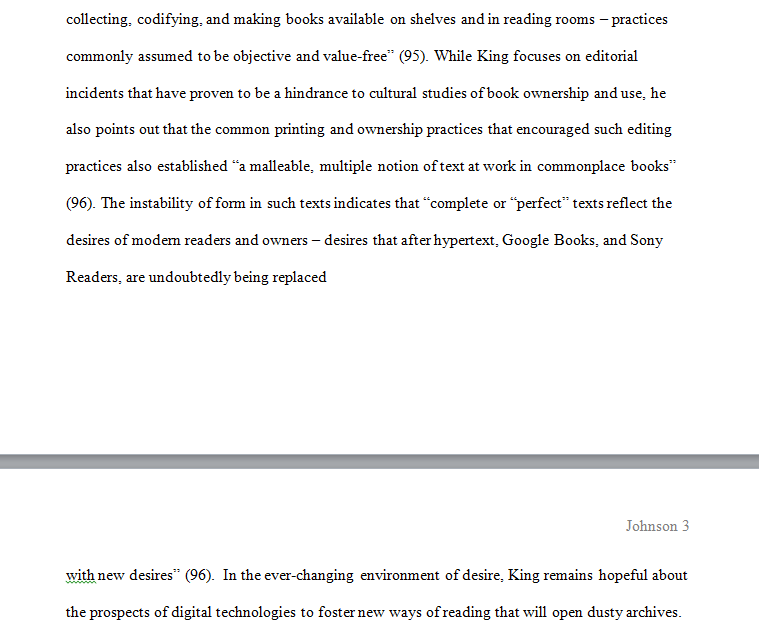 collecting, codifying, and making books available on shelves and in reading rooms – practices
commonly assumed to be objective and value-free” (95). While King focuses on editorial
incidents that have proven to be a hindrance to cultural studies of book ownership and use, he
also points out that the common printing and ownership practices that encouraged such editing
practices also established “a malleable, multiple notion of text at work in commonplace books”
(96). The instability of form in such texts indicates that “complete or “perfect” texts reflect the
desires of modern readers and owners – desires that after hypertext, Google Books, and Sony
Readers, are undoubtedly being replaced
Johnson 3
with new desires” (96).  In the ever-changing environment of desire, King remains hopeful about
the prospects of digital technologies to foster new ways of reading that will open dusty archives.